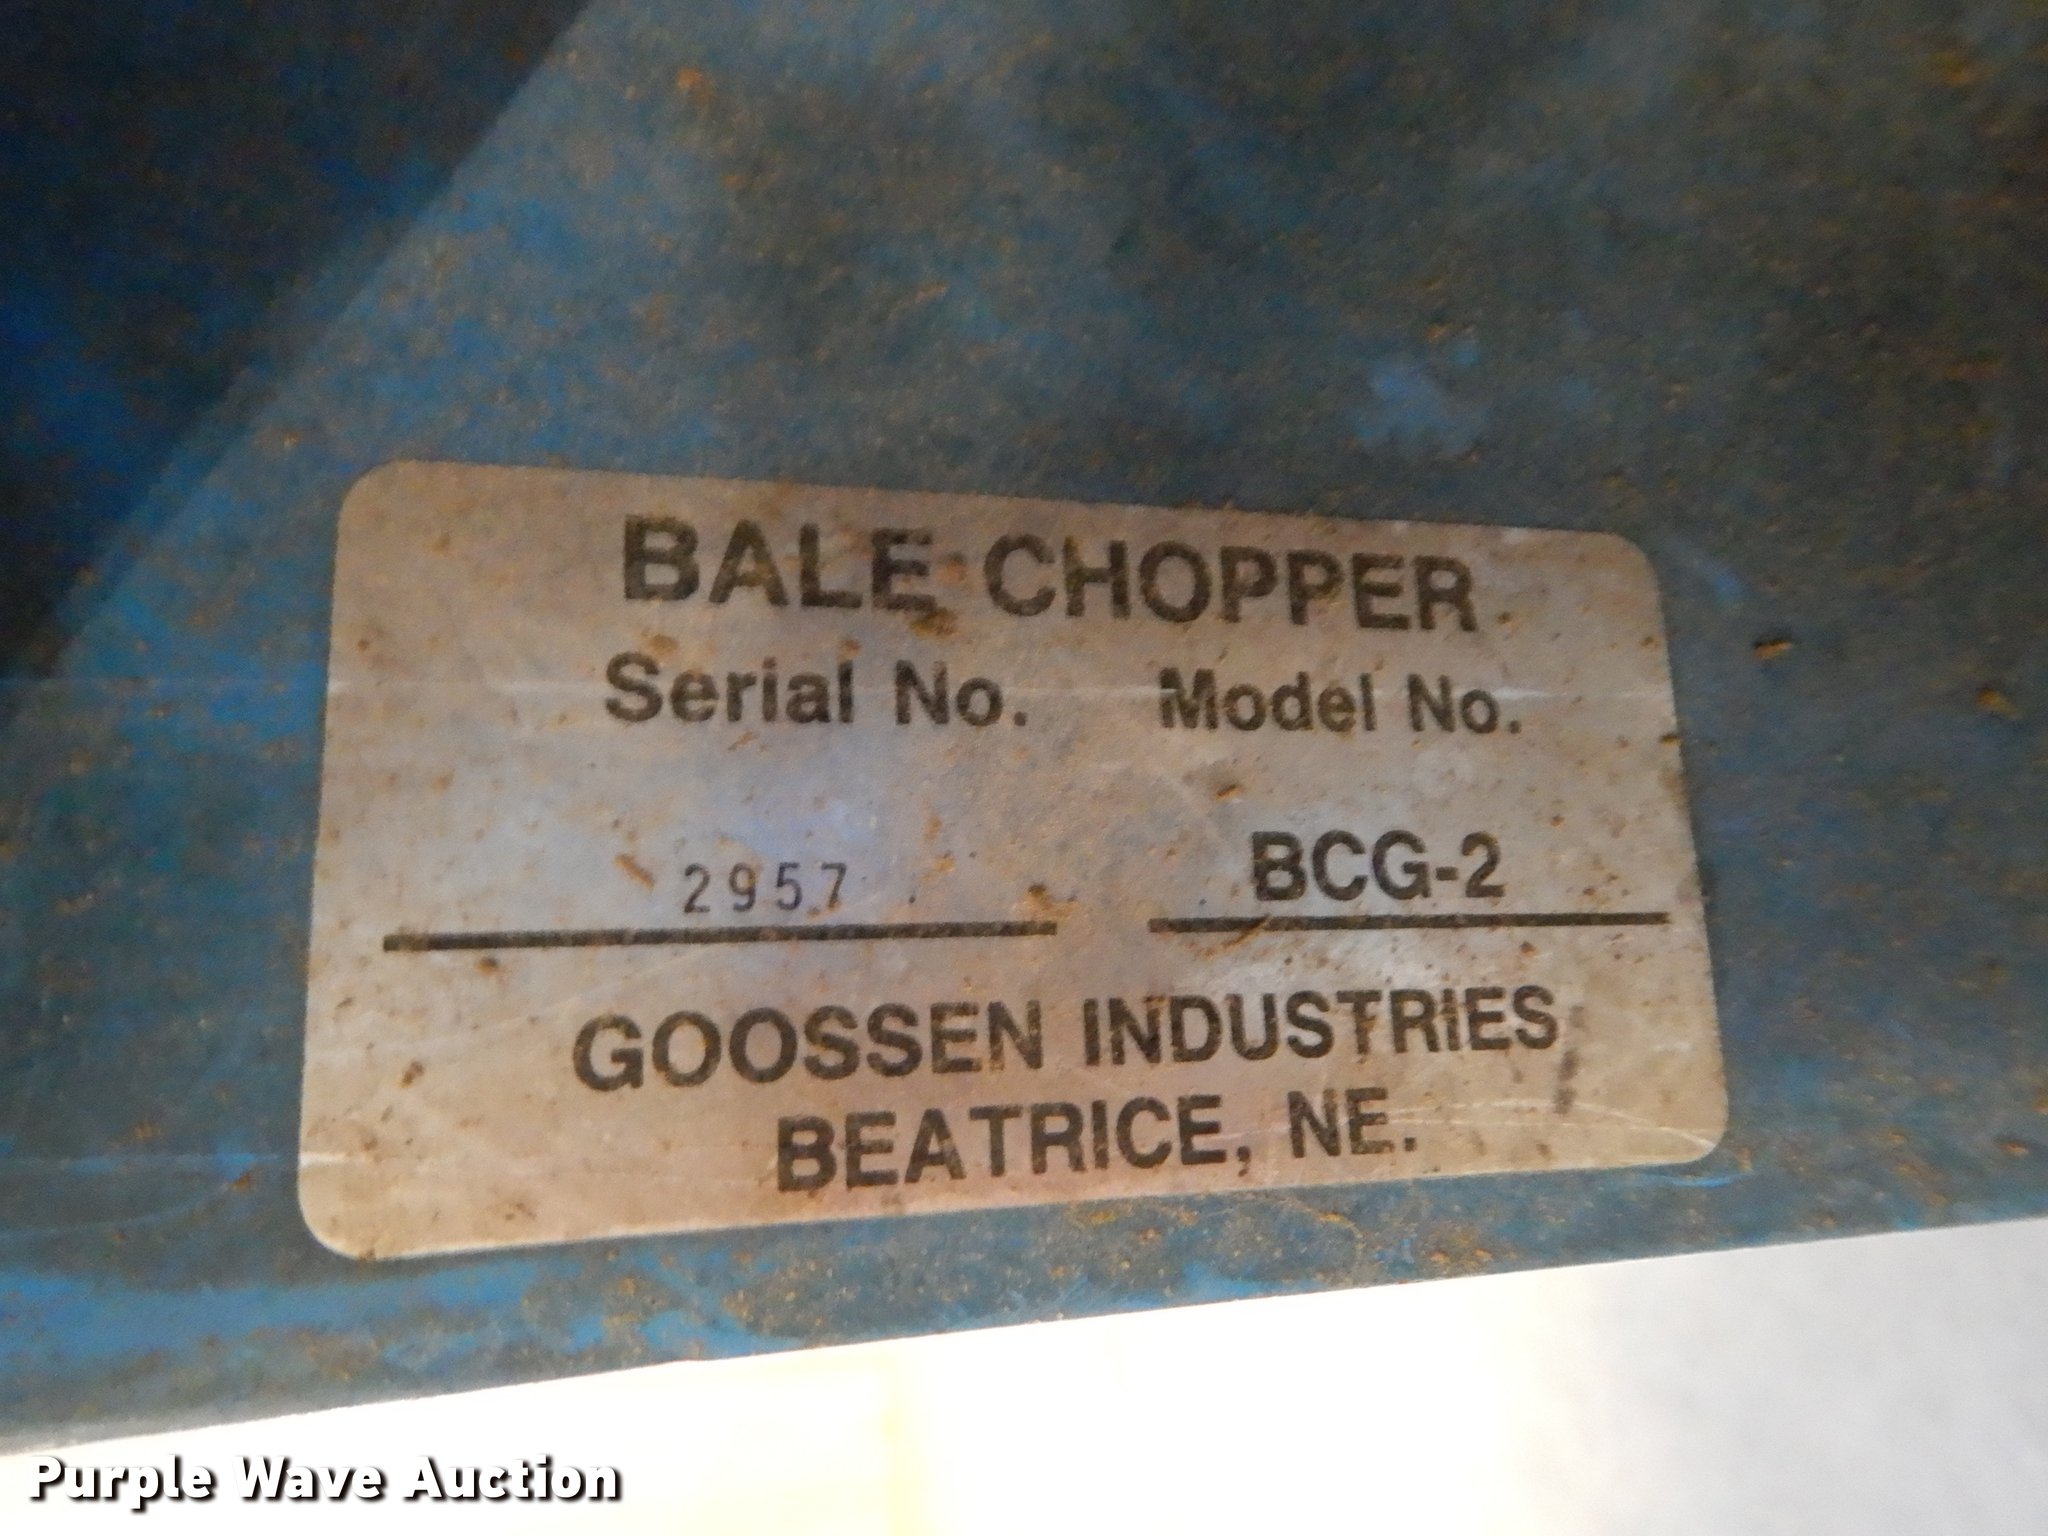 BALE CHOPPER
Serial No. Model No.
2957 BCG-2
GOOSSEN INDUSTRIES
BEATRICE, NE.
Purple Wave Auction